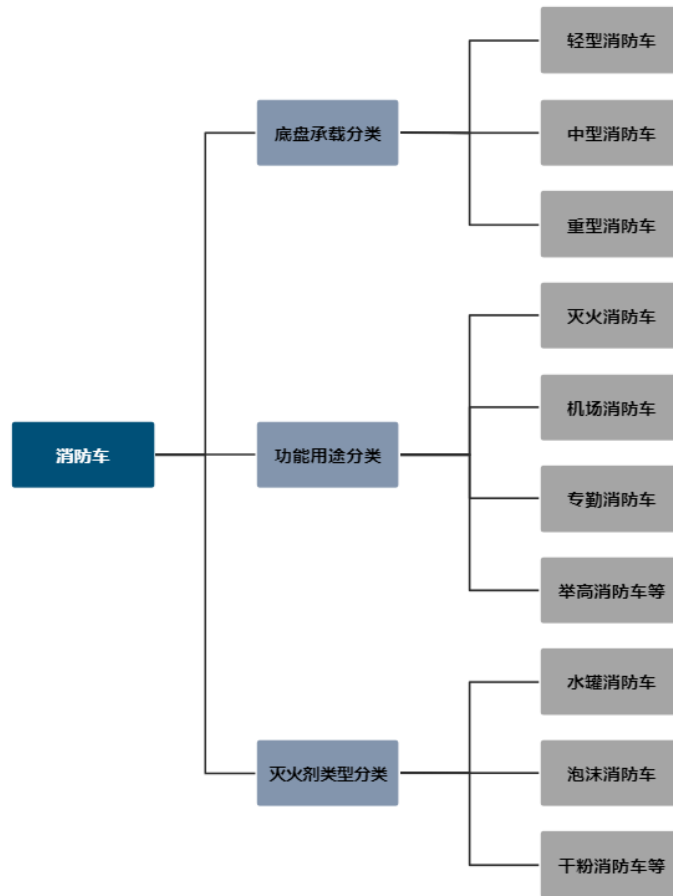 消防车
底盘承载分类
轻型消防车
中型消防车
重型消防车
功能用途分类
灭火消防车
机场消防车
专勤消防车
举高消防车等
灭火剂类型分类
水罐消防车
泡沫消防车
干粉消防车等